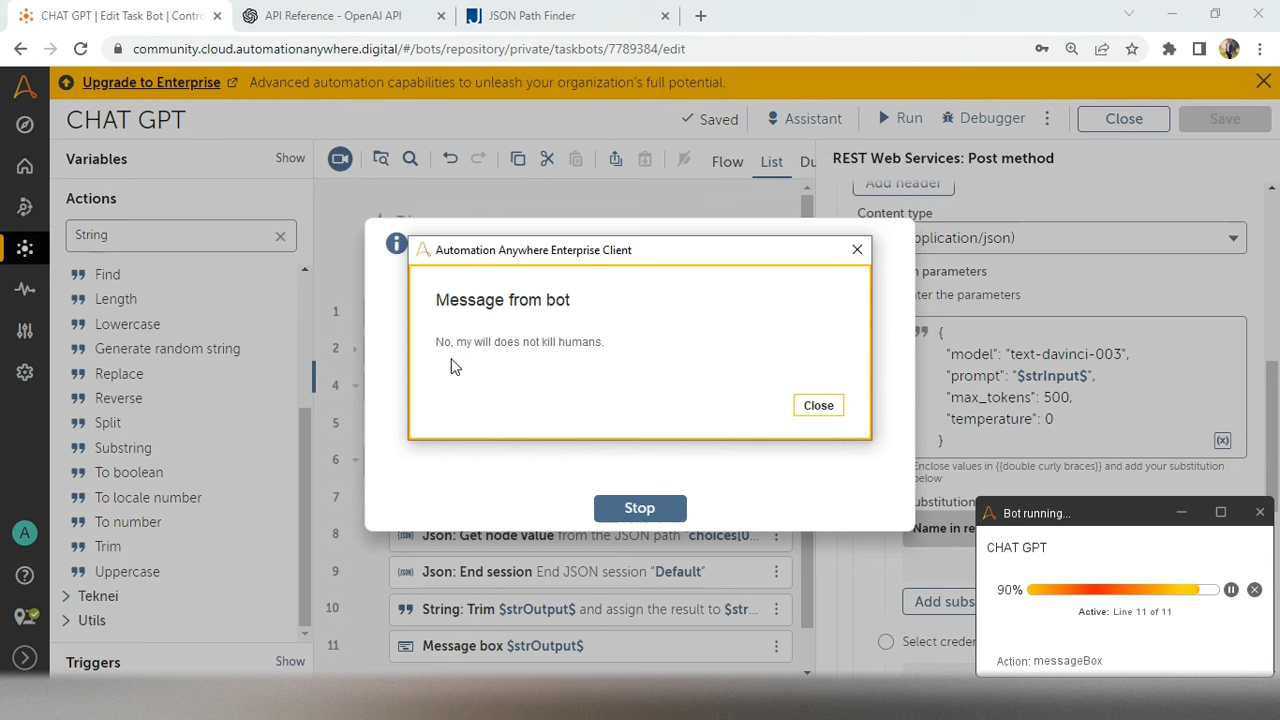 CHAT GPT | Edit Task Bot | Contro
API Reference - OpenAI API
JSON Path Finder
community.cloud.automationanywhere.digital/#/bots/repository/private/taskbots/7789384/edit
Upgrade to Enterprise
Advanced automation capabilities to unleash your organization's full potential.
CHAT GPT
Saved
Assistant
Run
Debugger
Close
Save
Variables
Show
Flow
List
Du
REST Web Services: Post method
Actions
String
Find
Length
Lowercase
Generate random string
Replace
Reverse
Split
Substring
To boolean
To locale number
To number
Trim
Uppercase
Teknei
Utils
Triggers
Show
1
2
4
5
6
7
8
9
10
11
Json: Get node value from the JSON path "choices[0...
Json: End session End JSON session "Default"
String: Trim $strOutput$ and assign the result to $str...
Message box $strOutput$
Automation Anywhere Enterprise Client
Message from bot
No, my will does not kill humans.
Close
Stop
Add header
Content type
pplication/json)
n parameters
ter the parameters
{
"model": "text-davinci-003",
"prompt": "$strInput$",
"max_tokens": 500,
"temperature": 0
}
(x)
Enclose values in {{double curly braces}} and add your substitution
below
Substitution
Name in re
Add subs
Select creden
Bot running...
CHAT GPT
90%
Active: Line 11 of 11
Action: messageBox
A